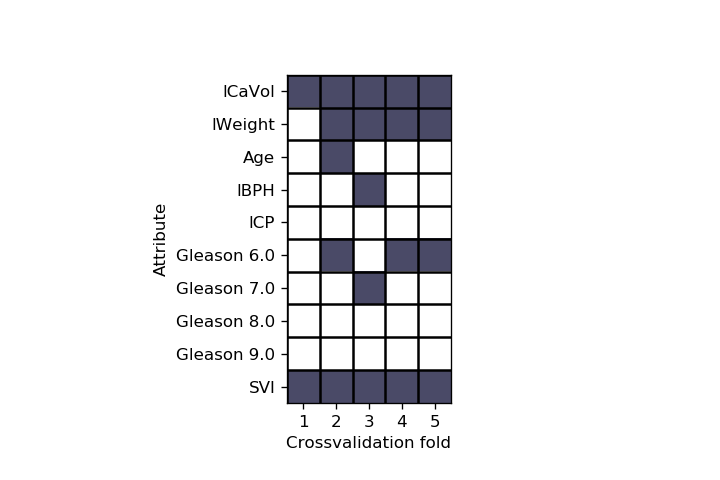 lCaVol
lWeight
Age
lBPH
lCP
Gleason 6.0
Gleason 7.0
Gleason 8.0
Gleason 9.0
SVI
Attribute
1 2 3 4 5
Crossvalidation fold